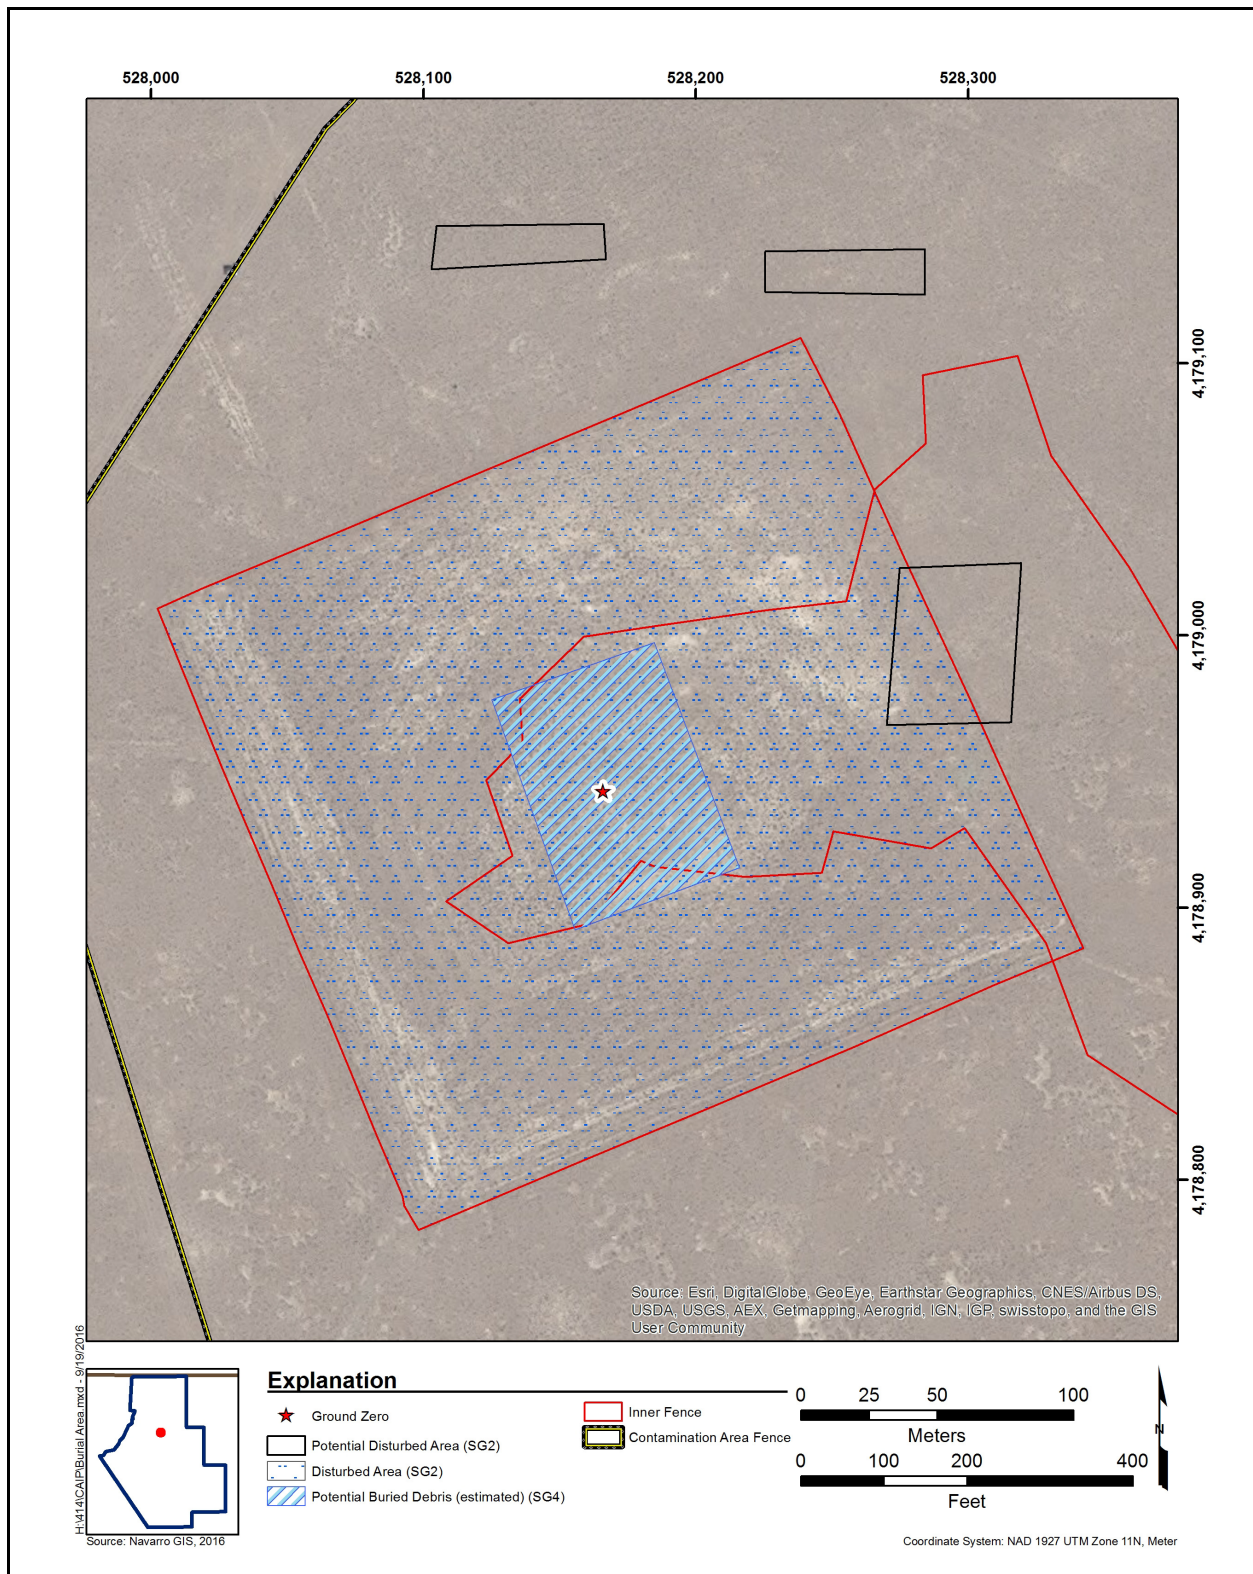 528,000
528,100
528,200
528,300
4,179,100
4,179,000
4,178,900
4,178,800
Source: Esri, DigitalGlobe, GeoEye, Earthstar Geographics, CNES/Airbus DS,
USDA, USGS, AEX, Getmapping, Aerogrid, IGN, IGP, swisstopo, and the GIS
User Community
H:\414\CAIP\Burial Area.mxd - 9/19/2016
Explanation
Ground Zero
Potential Disturbed Area (SG2)
Disturbed Area (SG2)
Potential Buried Debris (estimated) (SG4)
Inner Fence
Contamination Area Fence
0 25 50 100
Meters
0 100 200 400
Feet
N
Source: Navarro GIS, 2016
Coordinate System: NAD 1927 UTM Zone 11N, Meter